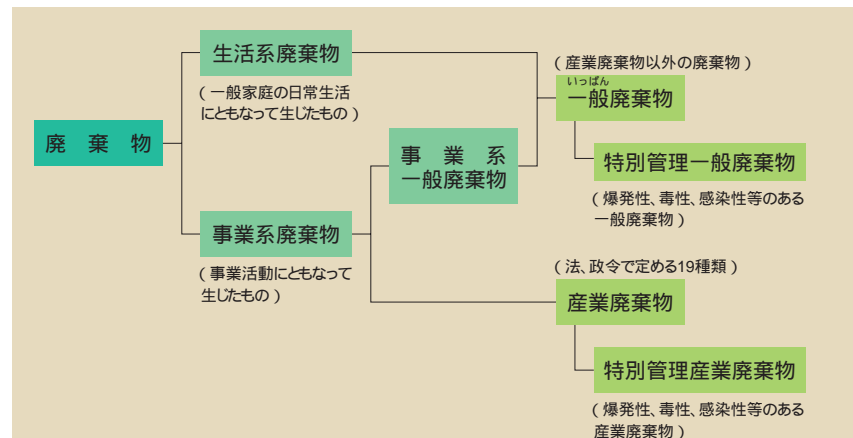 廃棄物
生活系廃棄物
（一般家庭の日常生活
にともなって生じたもの）
事業系廃棄物
（事業活動にともなって
生じたもの）
事業系
一般廃棄物
（産業廃棄物以外の廃棄物）
いっぱん
一般廃棄物
特別管理一般廃棄物
（爆発性、毒性、感染性等のある
一般廃棄物）
（法、政令で定める19種類）
産業廃棄物
特別管理産業廃棄物
（爆発性、毒性、感染性等のある
産業廃棄物）